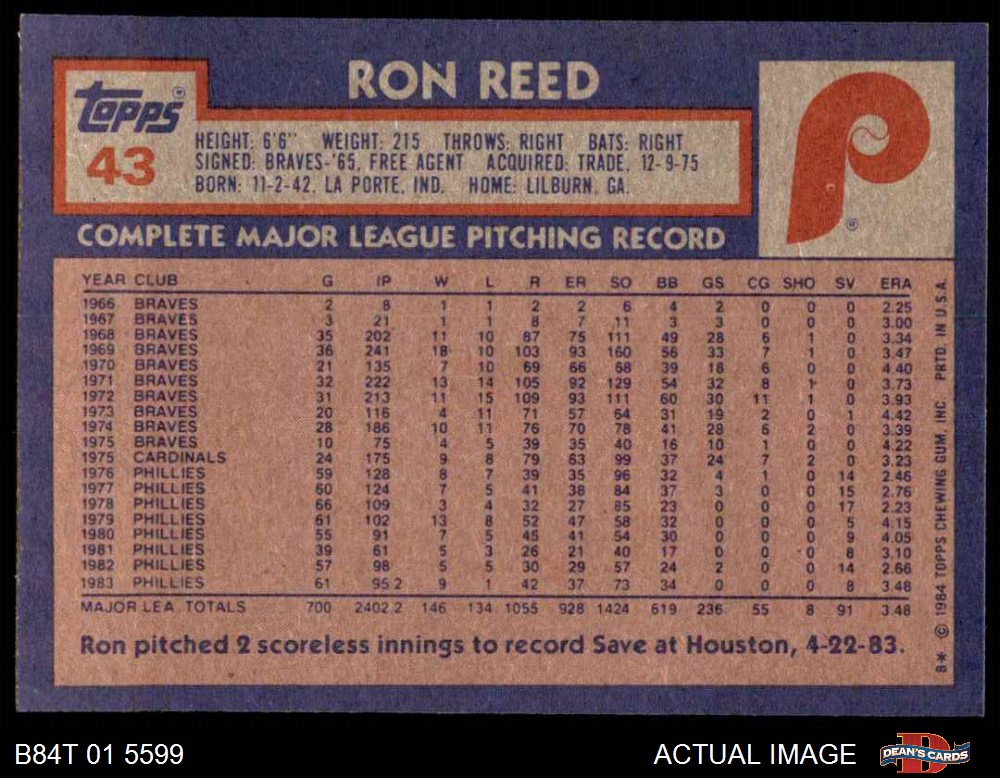 RON REED
Topps®
43
HEIGHT: 6'6" WEIGHT: 215 THROWS: RIGHT BATS: RIGHT
SIGNED: BRAVES-'65, FREE AGENT ACQUIRED: TRADE, 12-9-75
BORN: 11-2-42, LA PORTE, IND. HOME: LILBURN, GA.
P
®
COMPLETE MAJOR LEAGUE PITCHING RECORD
YEAR CLUB G IP W L R ER SO BB GS CG SHO SV ERA
1966 BRAVES 2 8 1 1 2 2 6 4 2 0 0 0 2.25
1967 BRAVES 3 21 1 1 8 7 11 3 3 0 0 0 3.00
1968 BRAVES 35 202 11 10 87 75 111 49 28 6 1 0 3.34
1969 BRAVES 36 241 18 10 103 93 160 56 33 7 1 0 3.47
1970 BRAVES 21 135 7 10 69 66 68 39 18 6 0 0 4.40
1971 BRAVES 32 222 13 14 105 92 129 54 32 8 1 0 3.73
1972 BRAVES 31 213 11 15 109 93 111 60 30 11 1 0 3.93
1973 BRAVES 20 116 4 11 71 57 64 31 19 2 0 1 4.42
1974 BRAVES 28 186 10 11 76 70 78 41 28 6 2 0 3.39
1975 BRAVES 10 75 4 5 39 35 40 16 10 1 0 0 4.22
1975 CARDINALS 24 175 9 8 79 63 99 37 24 7 2 0 3.23
1976 PHILLIES 59 128 8 7 39 35 96 32 4 1 0 14 2.46
1977 PHILLIES 60 124 7 5 41 38 84 37 3 0 0 15 2.76
1978 PHILLIES 66 109 3 4 32 27 85 23 0 0 0 17 2.23
1979 PHILLIES 61 102 13 8 52 47 58 32 0 0 0 5 4.15
1980 PHILLIES 55 91 7 5 45 41 54 30 0 0 0 9 4.05
1981 PHILLIES 39 61 5 3 26 21 40 17 0 0 0 8 3.10
1982 PHILLIES 57 98 5 5 30 29 57 24 2 0 0 14 2.66
1983 PHILLIES 61 95.2 9 1 42 37 73 34 0 0 0 8 3.48
MAJOR LEA. TOTALS 700 2402.2 146 134 1055 928 1424 619 236 55 8 91 3.48
Ron pitched 2 scoreless innings to record Save at Houston, 4-22-83.
8* © 1984 TOPPS CHEWING GUM, INC. PRTD. IN U.S.A.
B84T 01 5599
ACTUAL IMAGE
D
DEAN'S CARDS